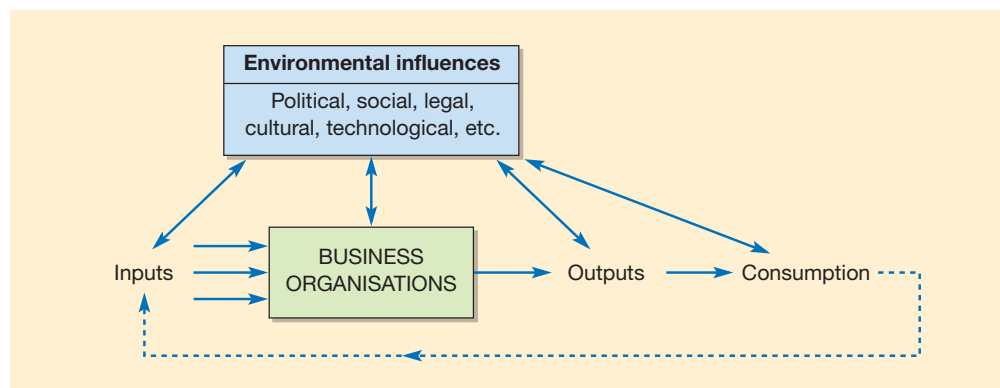 Environmental influences
Political, social, legal,
cultural, technological, etc.
Inputs
BUSINESS
ORGANISATIONS
Outputs
Consumption